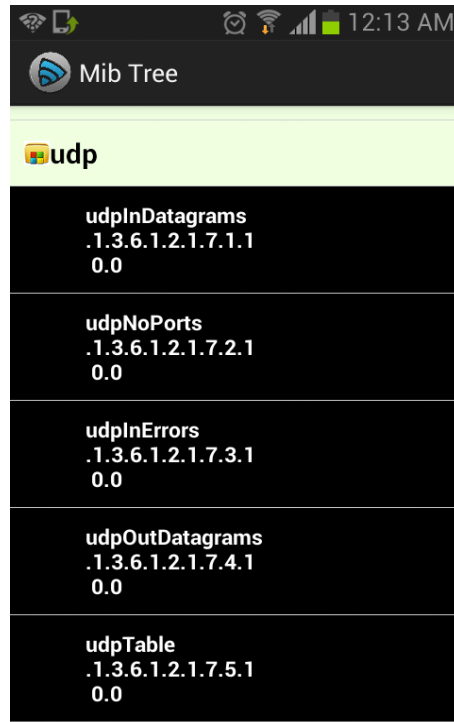 12:13 AM
Mib Tree
udp
udpInDatagrams
.1.3.6.1.2.1.7.1.1
0.0
udpNoPorts
.1.3.6.1.2.1.7.2.1
0.0
udpInErrors
.1.3.6.1.2.1.7.3.1
0.0
udpOutDatagrams
.1.3.6.1.2.1.7.4.1
0.0
udpTable
.1.3.6.1.2.1.7.5.1
0.0